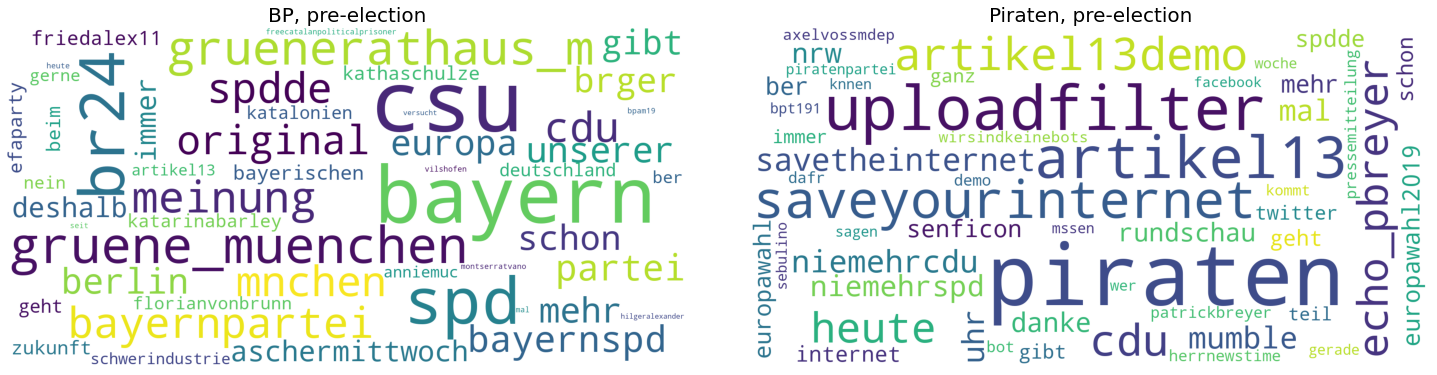 BP, pre-election
freecatalanpoliticalprisoner
friedalex11
gruenerathaus_m
gibt
heute
gerne
br24
immer
kathaschulze
brger
spdde
csu
katalonien
versucht
bpam19
efaparty
beim
original
europa
cdu
unserer
artikel13
bayerischen
vilshofen
deutschland
ber
nein
meinung
bayern
deshalb
katarinabarley
seit
gruene_muenchen
schon
berlin
mnchen
anniemuc
montserratvano
partei
geht
florianvonbrunn
spd
mal
mehr
hilgeralexander
bayernpartei
bayernspd
zukunft
schwerindustrie
aschermittwoch
Piraten, pre-election
axelvossmdep
nrw
artikel13demo
spdde
woche
schon
piratenpartei
ganz
facebook
mehr
ber
knnen
bpt191
uploadfilter
mal
pressemitteilung
echo_pbreyer
immer
wirsindkeinebots
savetheinternet
artikel13
dafr
demo
kommt
saveyourinternet
twitter
europawahl2019
europawahl
sebulino
sagen
senficon
mssen
rundschau
geht
niemehrcdu
piraten
niemehrspd
wer
heute
uhr
danke
patrickbreyer
teil
internet
bot
gibt
cdu
mumble
herrnewstime
gerade